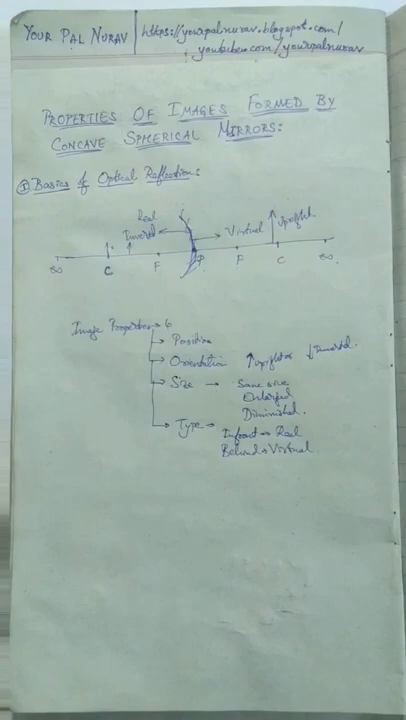 YOUR PAL NURAV
https://yourpalnurav.blogspot.com/
youtube.com/yourpalnurav
PROPERTIES OF IMAGES FORMED BY
CONCAVE SPHERICAL MIRRORS:
① Basics of Optical Reflection:
Real
Inverted
Virtual Upright
∞ C F P F C ∞
Image Properties →
→ Position
→ Orientation ↑ Upright or ↓ Inverted.
→ Size → Same size
Enlarged
Diminished.
→ Type → Infront → Real
Behind → Virtual